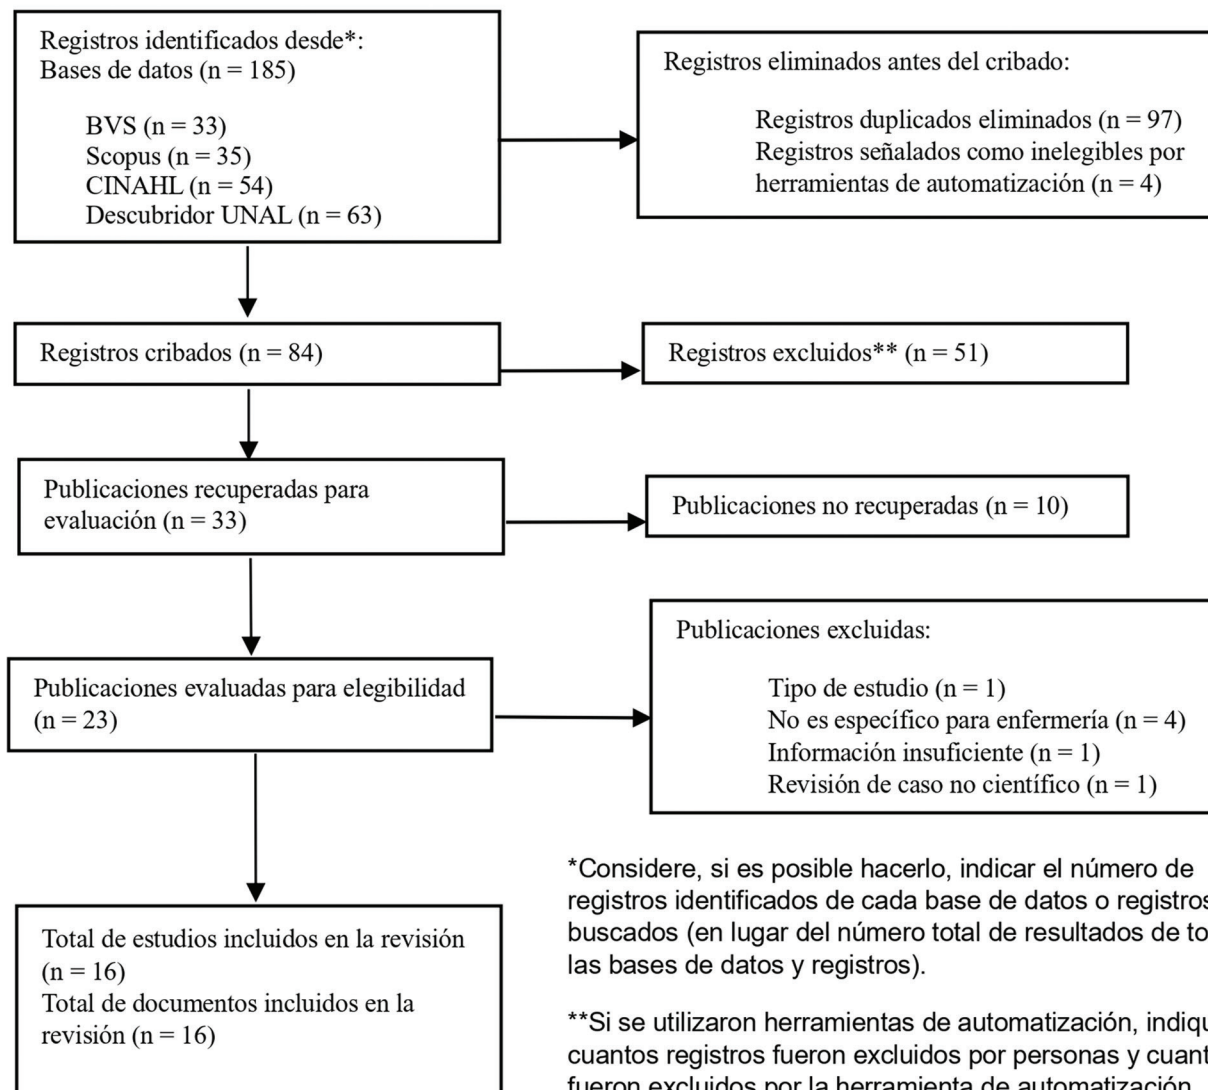 Registros identificados desde*:
Bases de datos (n = 185)
BVS (n = 33)
Scopus (n = 35)
CINAHL (n = 54)
Descubridor UNAL (n = 63)
Registros eliminados antes del cribado:
Registros duplicados eliminados (n = 97)
Registros señalados como inelegibles por
herramientas de automatización (n = 4)
Registros cribados (n = 84)
Registros excluidos** (n = 51)
Publicaciones recuperadas para
evaluación (n = 33)
Publicaciones no recuperadas (n = 10)
Publicaciones evaluadas para elegibilidad
(n = 23)
Publicaciones excluidas:
Tipo de estudio (n = 1)
No es específico para enfermería (n = 4)
Información insuficiente (n = 1)
Revisión de caso no científico (n = 1)
Total de estudios incluidos en la revisión
(n = 16)
Total de documentos incluidos en la
revisión (n = 16)
*Considere, si es posible hacerlo, indicar el número de
registros identificados de cada base de datos o registros
buscados (en lugar del número total de resultados de
las bases de datos y registros).
**Si se utilizaron herramientas de automatización,
cuantos registros fueron excluidos por personas y
fueron excluidos por la herramienta de automatización